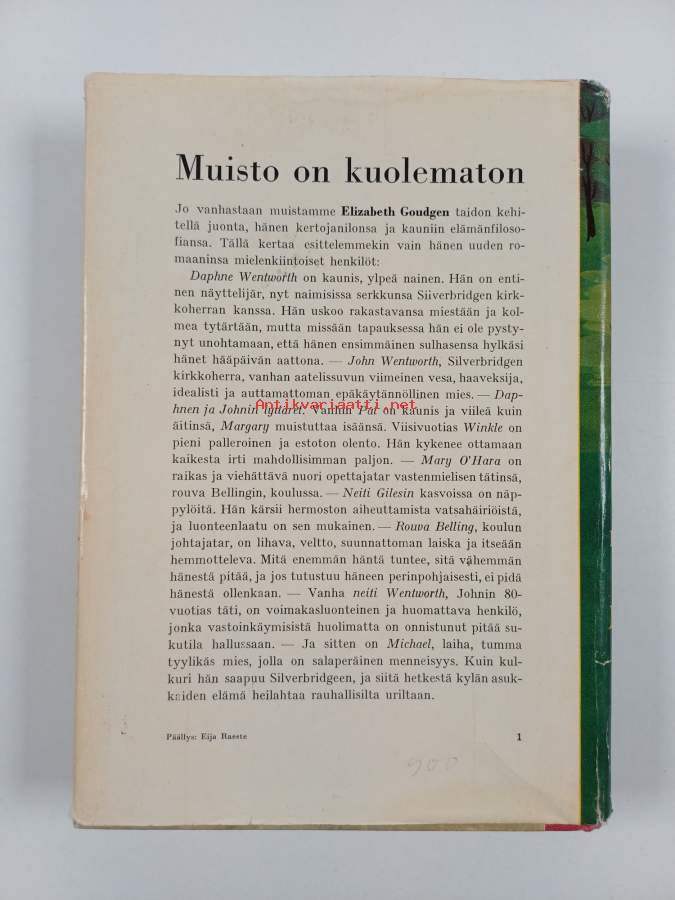 Muisto on kuolematon
Jo vanhastaan muistamme Elizabeth Goudgen taidon kehi-
tellä juonta, hänen kertojanilonsa ja kauniin elämänfiloso-
fiansa. Tällä kertaa esittelemmekin vain hänen uuden ro-
maaninsa mielenkiintoiset henkilöt:
Daphne Wentworth on kaunis, ylpeä nainen. Hän on enti-
nen näyttelijär, nyt naimisissa serkkunsa Silverbridgen kirk-
koherran kanssa. Hän uskoo rakastavansa miestään ja kol-
mea tytärtään, mutta missään tapauksessa hän ei ole pysty-
nyt unohtamaan, että hänen ensimmäinen sulhasensa hylkäsi
hänet hääpäivän aattona. — John Wentworth, Silverbridgen
kirkkoherra, vanhan aatelissuvun viimeinen vesa, haaveksija,
idealisti ja auttamattoman epäkäytännöllinen mies. — Dap-
hnen ja Johnin tyttäret. Vanhin Pat on kaunis ja viileä kuin
Antikvariaatti.net
äitinsä, Margary muistuttaa isäänsä. Viisivuotias Winkle on
pieni palleroinen ja estoton olento. Hän kykenee ottamaan
kaikesta irti mahdollisimman paljon. — Mary O'Hara on
raikas ja viehättävä nuori opettajatar vastenmielisen tätinsä,
rouva Bellingin, koulussa. — Neiti Gilesin kasvoissa on näp-
pylöitä. Hän kärsii hermoston aiheuttamista vatsahäiriöistä,
ja luonteenlaatu on sen mukainen. — Rouva Belling, koulun
johtajatar, on lihava, veltto, suunnattoman laiska ja itseään
hemmotteleva. Mitä enemmän häntä tuntee, sitä vähemmän
hänestä pitää, ja jos tutustuu häneen perinpohjaisesti, ei pidä
hänestä ollenkaan. — Vanha neiti Wentworth, Johnin 80-
vuotias täti, on voimakasluonteinen ja huomattava henkilö,
jonka vastoinkäymisistä huolimatta on onnistunut pitää su-
kutila hallussaan. — Ja sitten on Michael, laiha, tumma
tyylikäs mies, jolla on salaperäinen menneisyys. Kuin kul-
kuri hän saapuu Silverbridgeen, ja siitä hetkestä kylän asuk-
kaiden elämä heilahtaa rauhallisilta uriltaan.
Päällys: Eija Raeste 1